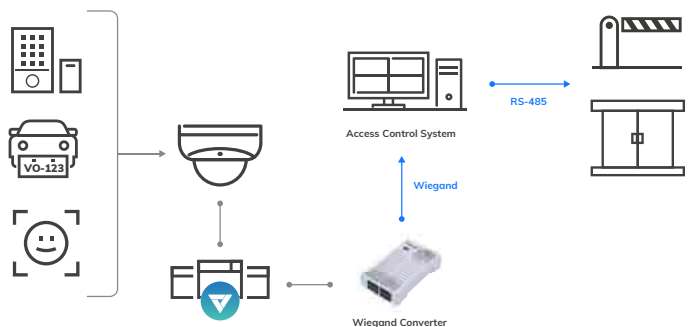 VO-123
Access Control System
RS-485
Wiegand
Wiegand Converter